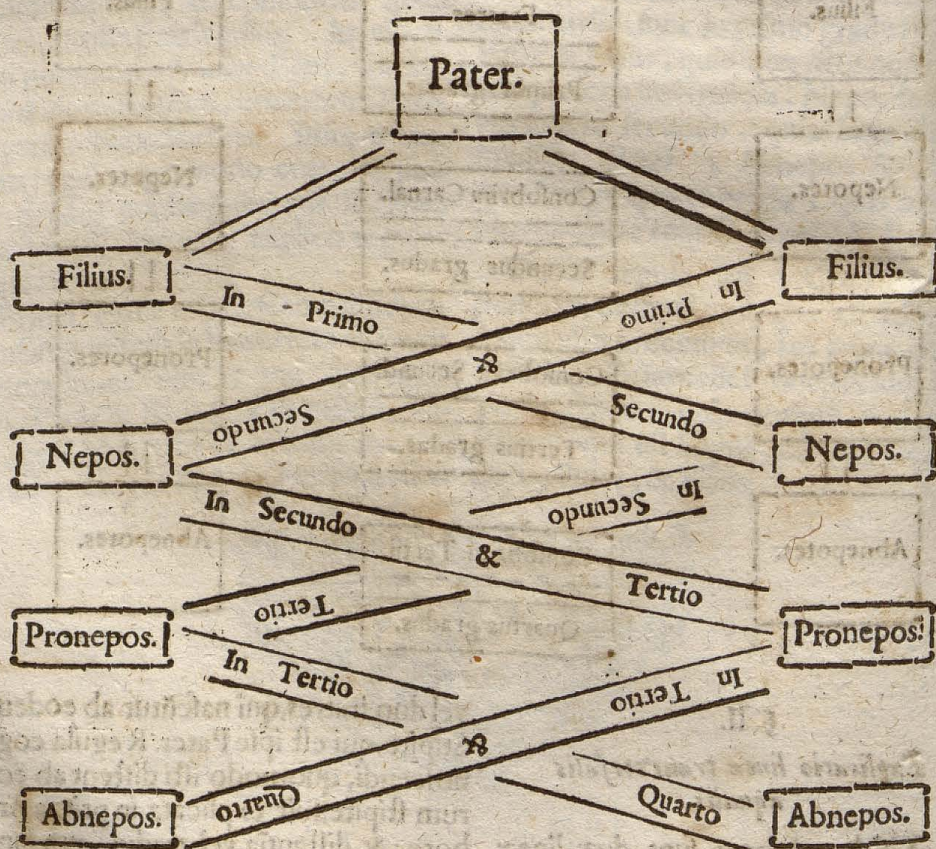 Pater.
Filius.
Filius.
In - Primo
In Primo
&
Secundo
Secundo
Nepos.
Nepos.
In Secundo
In Secundo
&
Tertio
Tertio
Pronepos.
Pronepos.
In Tertio
In Tertio
&
Quarto
Quarto
Abnepos.
Abnepos.